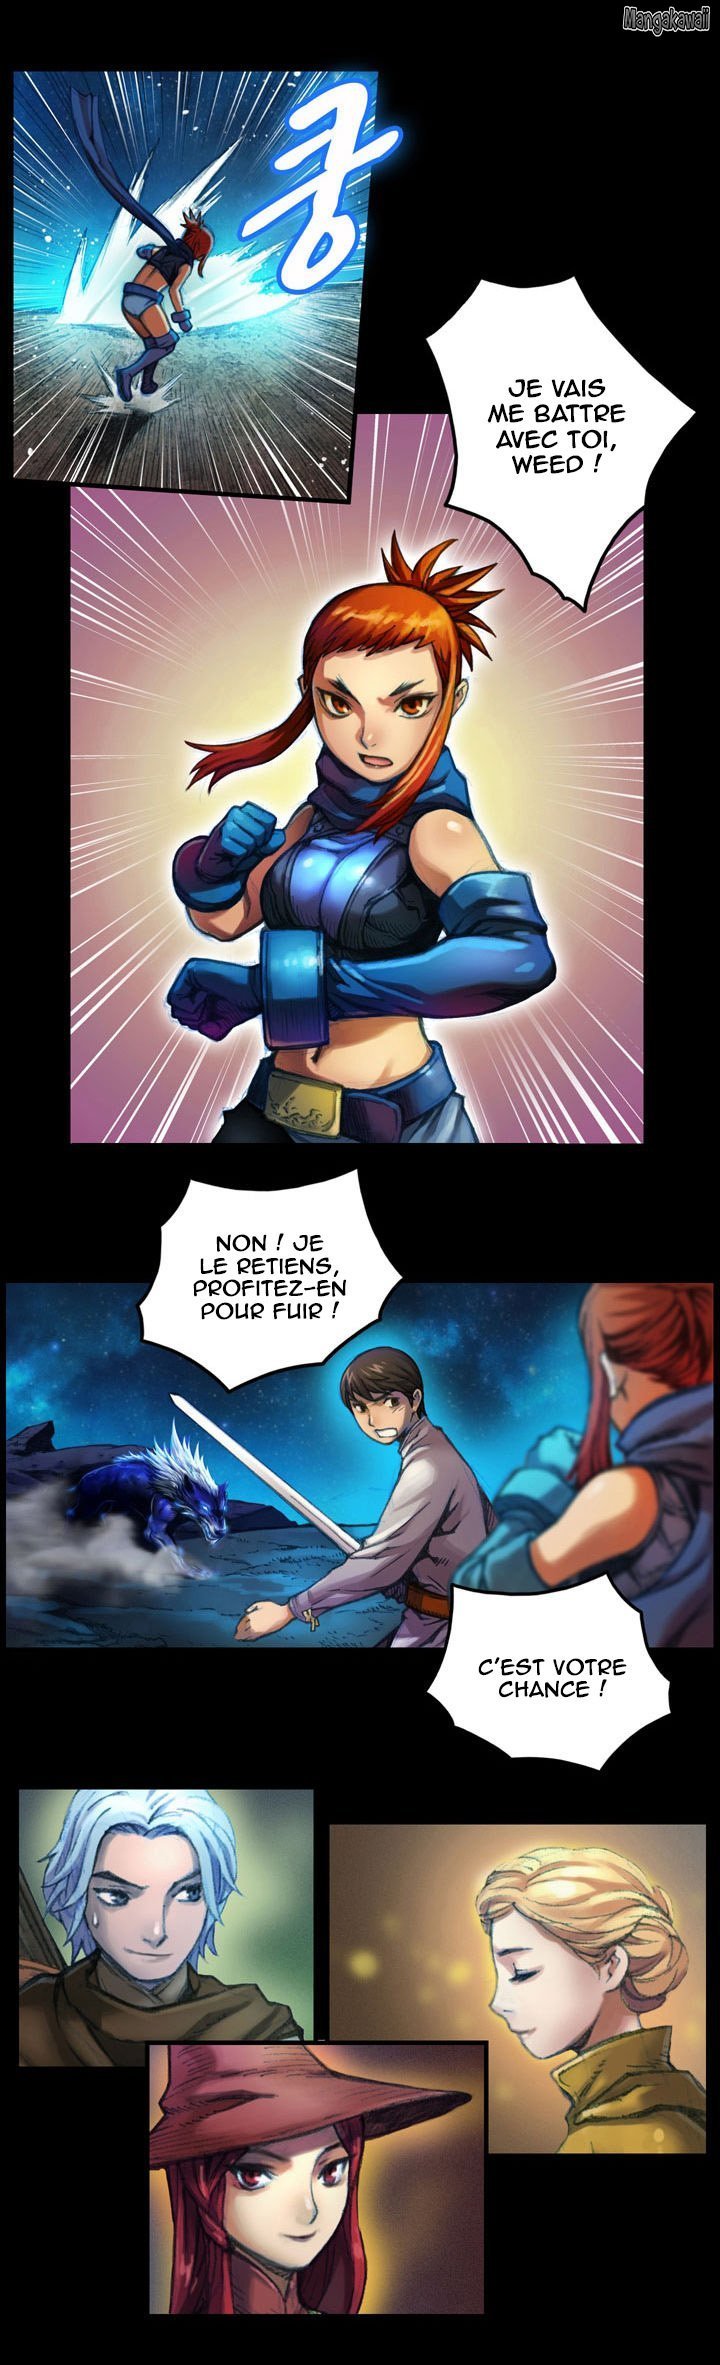 Mangakawaii
쿵
JE VAIS
ME BATTRE
AVEC TOI,
WEED !
NON ! JE
LE RETIENS,
PROFITEZ-EN
POUR FUIR !
C'EST VOTRE
CHANCE !